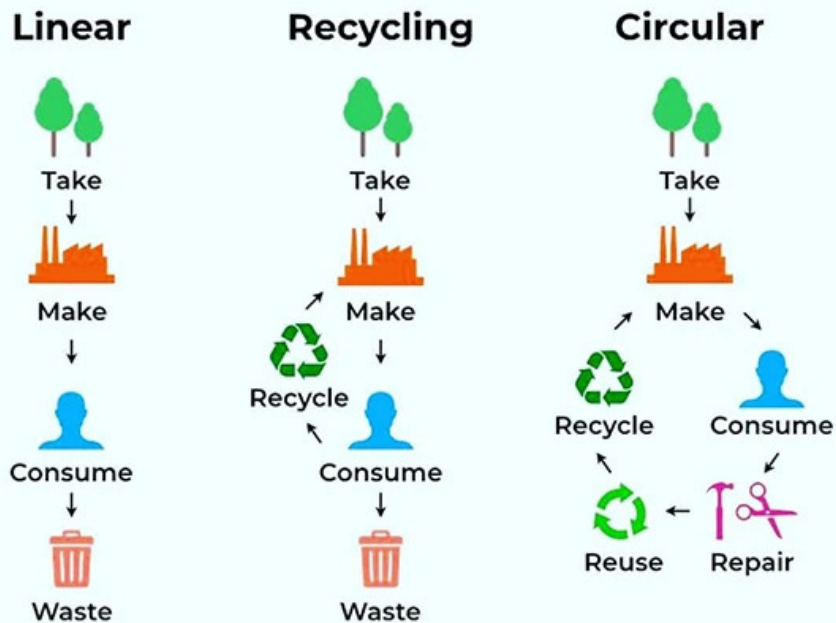 Linear
Take
Make
Consume
Waste
Recycling
Take
Make
Recycle
Consume
Waste
Circular
Take
Make
Consume
Repair
Reuse
Recycle